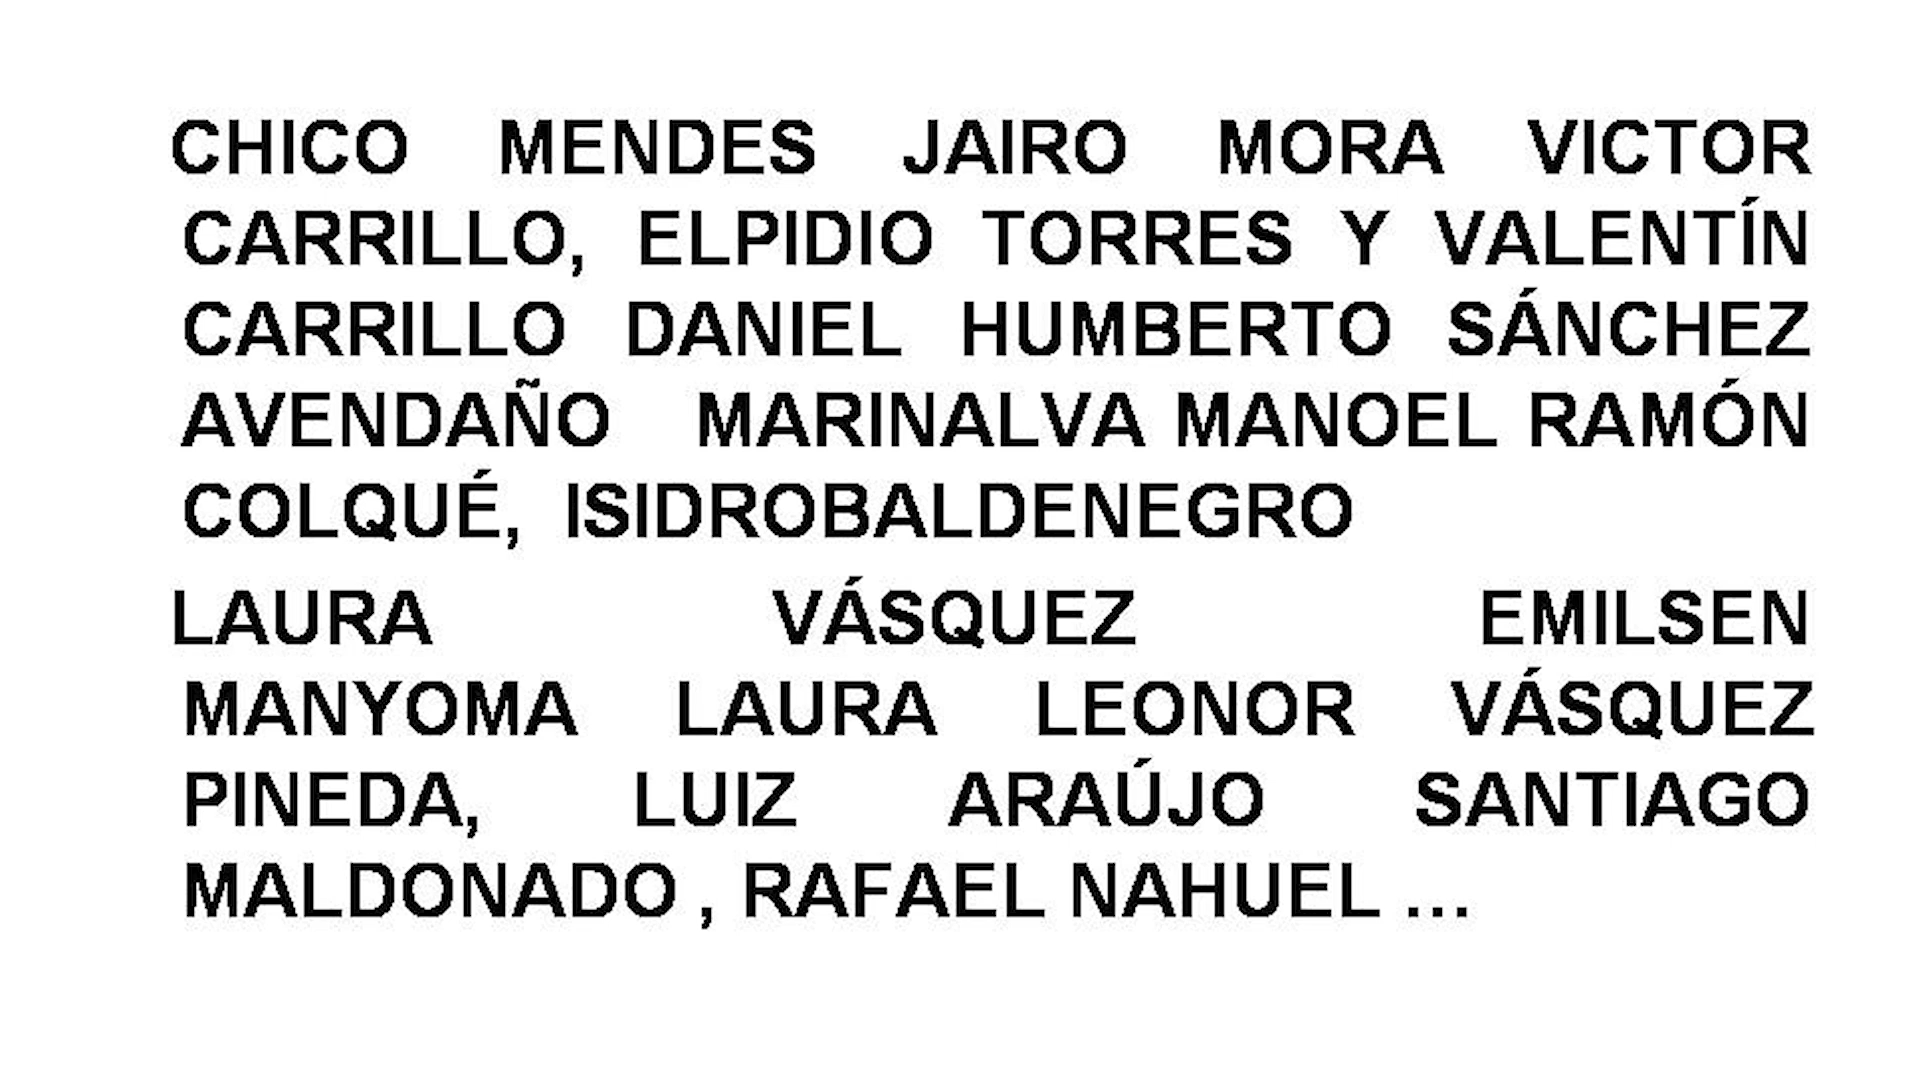 CHICO MENDES JAIRO MORA VICTOR
CARRILLO, ELPIDIO TORRES Y VALENTÍN
CARRILLO DANIEL HUMBERTO SÁNCHEZ
AVENDAÑO MARINALVA MANOEL RAMÓN
COLQUÉ, ISIDROBALDENEGRO
LAURA VÁSQUEZ EMILSEN
MANYOMA LAURA LEONOR VÁSQUEZ
PINEDA, LUIZ ARAÚJO SANTIAGO
MALDONADO , RAFAEL NAHUEL ...